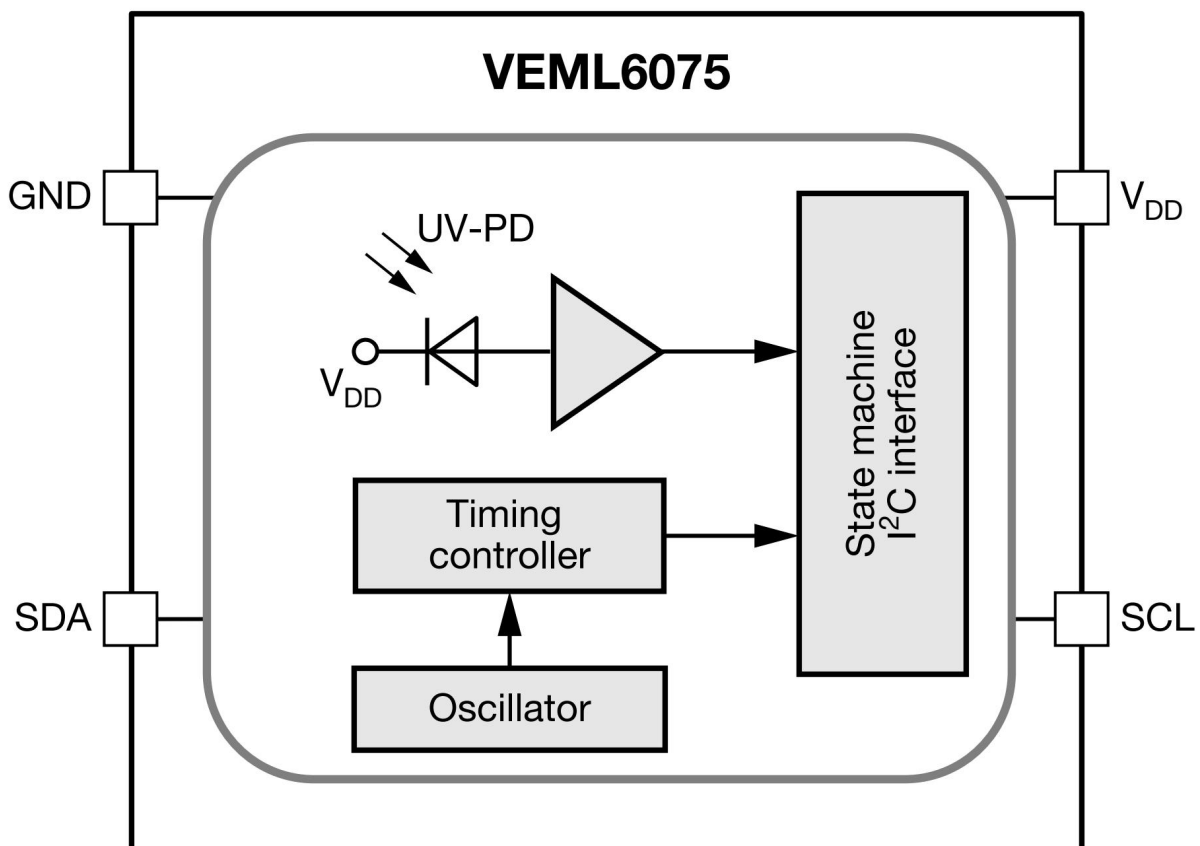 VEML6075
GND
V_DD
UV-PD
V_DD
State machine
I²C interface
Timing
controller
SDA
SCL
Oscillator